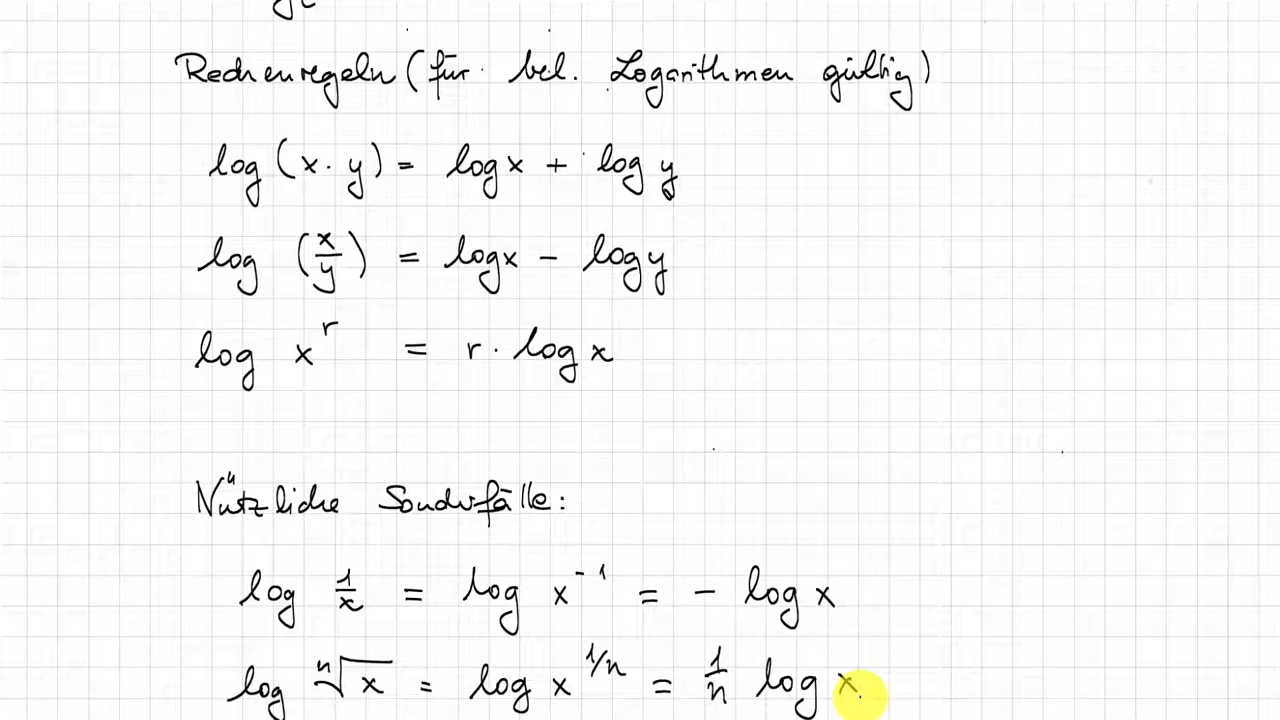 Rechenregeln (für bel. Logarithmen gültig)
log (x · y) = log x + log y
log (x/y) = log x - log y
log x^r = r · log x
Nützliche Sonderfälle:
log 1/x = log x^-1 = - log x
log ⁿ√x = log x^1/n = 1/n log x